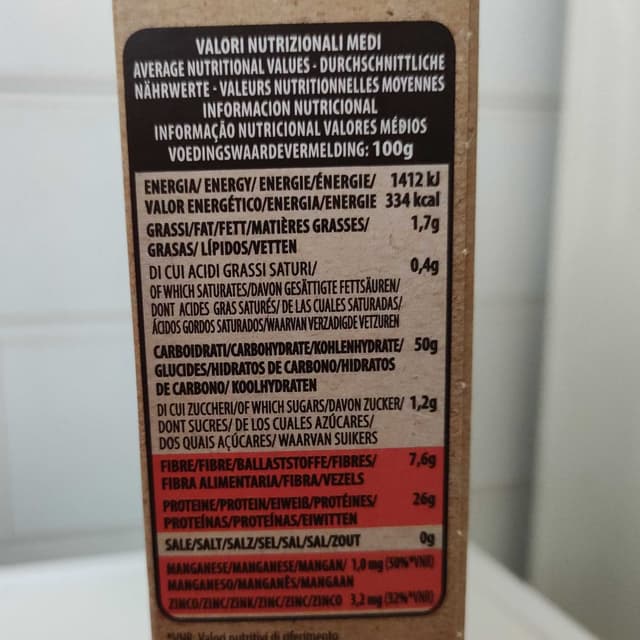 VALORI NUTRIZIONALI MEDI
AVERAGE NUTRITIONAL VALUES - DURCHSCHNITTLICHE
NÄHRWERTE - VALEURS NUTRITIONNELLES MOYENNES
INFORMACION NUTRICIONAL
INFORMAÇÃO NUTRICIONAL VALORES MÉDIOS
VOEDINGSWAARDEVERMELDING: 100g
ENERGIA/ ENERGY/ ENERGIE/ÉNERGIE/ 1412 kJ
VALOR ENERGÉTICO/ENERGIA/ENERGIE 334 kcal
GRASSI/FAT/FETT/MATIÈRES GRASSES/ 1,7g
GRASAS/ LÍPIDOS/VETTEN
DI CUI ACIDI GRASSI SATURI/ 0,4g
OF WHICH SATURATES/DAVON GESÄTTIGTE FETTSÄUREN/
DONT ACIDES GRAS SATURÉS/ DE LAS CUALES SATURADAS/
ÁCIDOS GORDOS SATURADOS/WAARVAN VERZADIGDE VETZUREN
CARBOIDRATI/CARBOHYDRATE/KOHLENHYDRATE/ 50g
GLUCIDES/HIDRATOS DE CARBONO/HIDRATOS
DE CARBONO/ KOOLHYDRATEN
DI CUI ZUCCHERI/OF WHICH SUGARS/DAVON ZUCKER/ 1,2g
DONT SUCRES/ DE LOS CUALES AZÚCARES/
DOS QUAIS AÇÚCARES/ WAARVAN SUIKERS
FIBRE/FIBRE/BALLASTSTOFFE/FIBRES/ 7,6g
FIBRA ALIMENTARIA/FIBRA/VEZELS
PROTEINE/PROTEIN/EIWEIß/PROTÉINES/ 26g
PROTEÍNAS/PROTEÍNAS/EIWITTEN
SALE/SALT/SALZ/SEL/SAL/SAL/ZOUT 0g
MANGANESE/MANGANESE/MANGAN/ 1,0 mg (50%*VNR)
MANGANESO/MANGANÊS/MANGAAN
ZINCO/ZINC/ZINK/ZINC/ZINC/ZINCO 3,2 mg (32%*VNR)
*VNR Valori nutritivi di riferimento